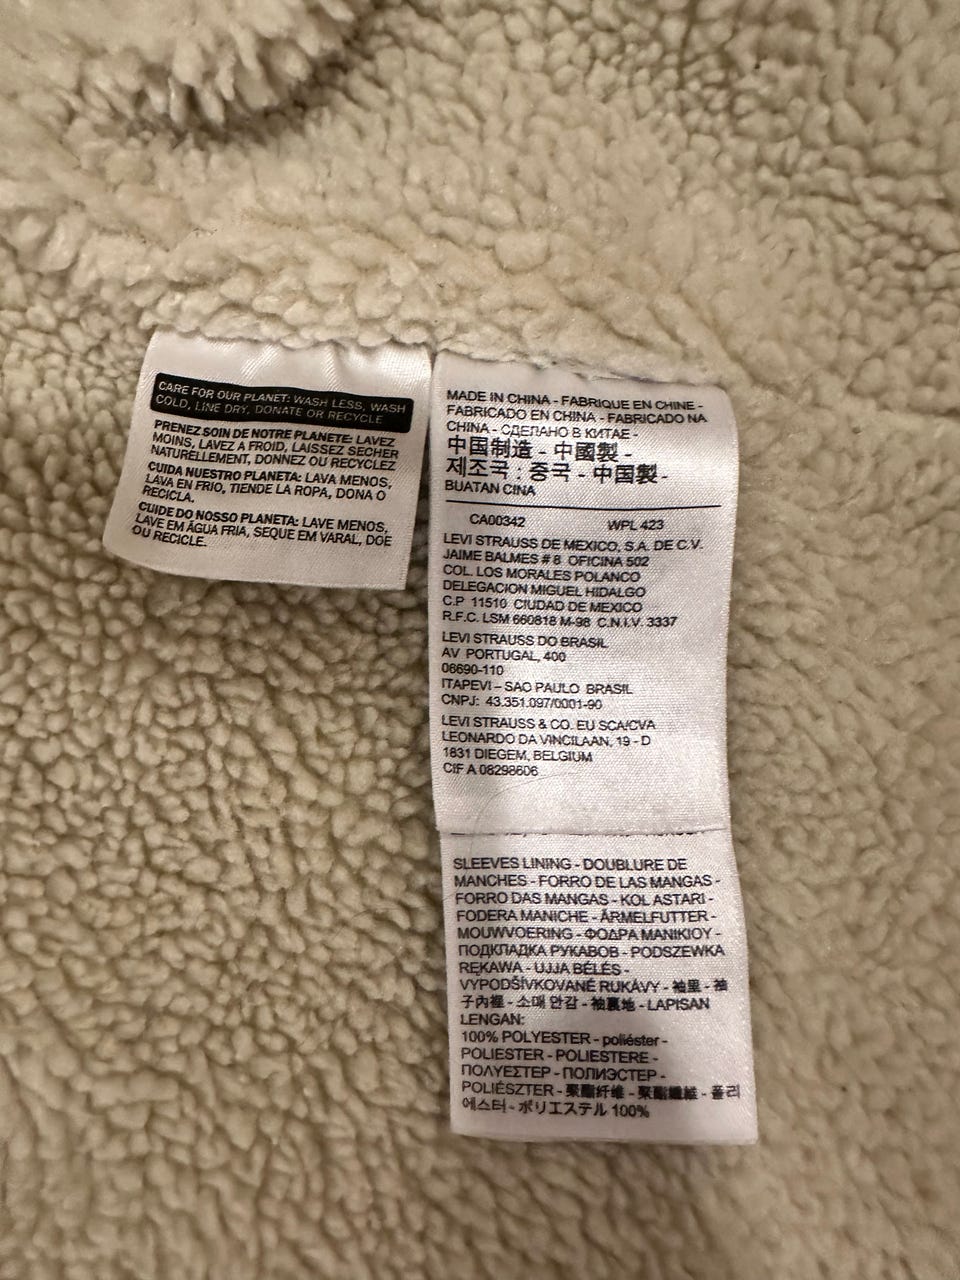 CARE FOR OUR PLANET: WASH LESS, WASH
COLD, LINE DRY, DONATE OR RECYCLE
PRENEZ SOIN DE NOTRE PLANETE: LAVEZ
MOINS, LAVEZ A FROID, LAISSEZ SECHER
NATURELLEMENT, DONNEZ OU RECYCLEZ
CUIDA NUESTRO PLANETA: LAVA MENOS,
LAVA EN FRIO, TIENDE LA ROPA, DONA O
RECICLA.
CUIDE DO NOSSO PLANETA: LAVE MENOS,
LAVE EM ÁGUA FRIA, SEQUE EM VARAL, DOE
OU RECICLE.
MADE IN CHINA - FABRIQUE EN CHINE -
FABRICADO EN CHINA - FABRICADO NA
CHINA - СДЕЛАНО В КИТАЕ -
中国制造 - 中國製 -
제조국 : 중국 - 中国製 -
BUATAN CINA
CA00342 WPL 423
LEVI STRAUSS DE MEXICO, S.A. DE C.V.
JAIME BALMES # 8 OFICINA 502
COL. LOS MORALES POLANCO
DELEGACION MIGUEL HIDALGO
C.P 11510 CIUDAD DE MEXICO
R.F.C. LSM 660818 M-98 C.N.I.V. 3337
LEVI STRAUSS DO BRASIL
AV PORTUGAL, 400
06690-110
ITAPEVI – SAO PAULO BRASIL
CNPJ: 43.351.097/0001-90
LEVI STRAUSS & CO. EU SCA/CVA
LEONARDO DA VINCILAAN, 19 - D
1831 DIEGEM, BELGIUM
CIF A 08298606
SLEEVES LINING - DOUBLURE DE
MANCHES - FORRO DE LAS MANGAS -
FORRO DAS MANGAS - KOL ASTARI -
FODERA MANICHE - ÄRMELFUTTER -
MOUWVOERING - ΦΟΔΡΑ ΜΑΝΙΚΙΟΥ -
ПОДКЛАДКА РУКАВОВ - PODSZEWKA
RĘKAWA - UJJA BÉLÉS -
VYPODŠÍVKOVANÉ RUKÁVY - 袖里 - 袖
子內裡 - 소매 안감 - 袖裏地 - LAPISAN
LENGAN:
100% POLYESTER - poliéster -
POLIESTER - POLIESTERE -
ΠΟΛΥΕΣΤΕΡ - ПОЛИЭСТЕР -
POLIÉSZTER - 聚酯纤维 - 聚酯纖維 - 폴리
에스터 - ポリエステル 100%